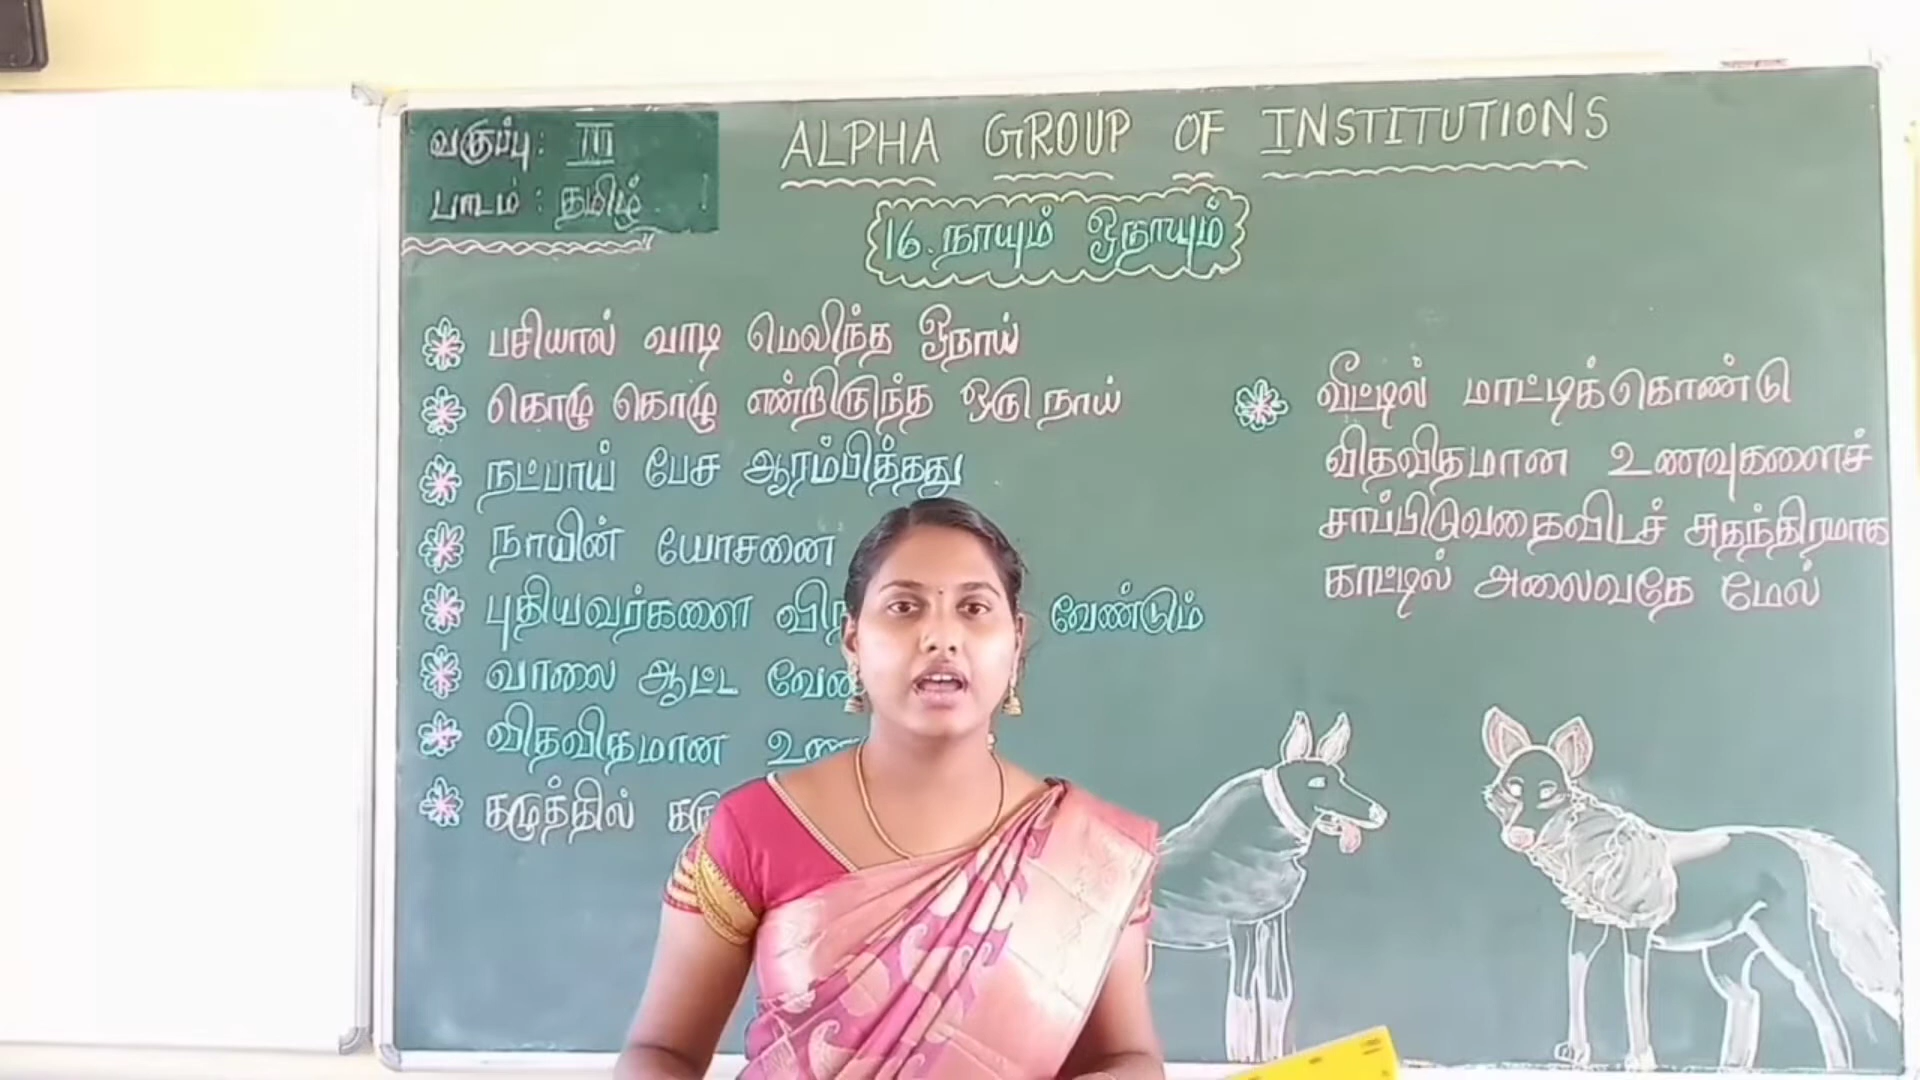 வகுப்பு : III
பாடம் : தமிழ்
ALPHA GROUP OF INSTITUTIONS
16. நாயும் ஓநாயும்
பசியால் வாடி மெலிந்த ஓநாய்
கொழு கொழு என்றிருந்த ஒரு நாய்
நட்பாய் பேச ஆரம்பித்தது
நாயின் யோசனை
புதியவர்களை வேண்டும்
வாலை ஆட்ட
விதவிதமான
கழுத்தில்
வீட்டில் மாட்டிக்கொண்டு
விதவிதமான உணவுகளைச்
சாப்பிடுவதைவிடச் சுதந்திரமாக
காட்டில் அலைவதே மேல்